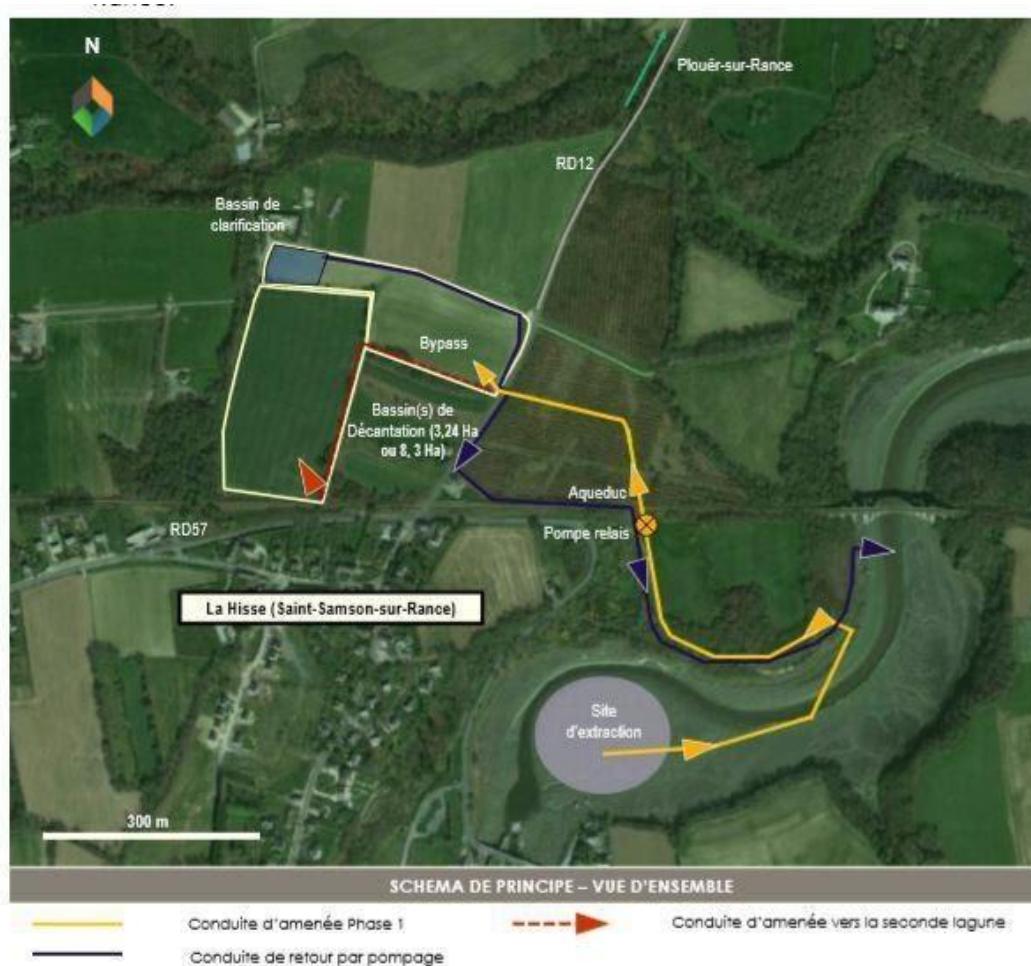 N
Plouër-sur-Rance
RD12
Bassin de
clarification
Bypass
Bassin(s) de
Décantation (3,24 Ha
ou 8, 3 Ha)
Aqueduc
Pompe relais
RD57
La Hisse (Saint-Samson-sur-Rance)
Site
d'extraction
300 m
SCHEMA DE PRINCIPE – VUE D'ENSEMBLE
Conduite d'amenée Phase 1
Conduite d'amenée vers la seconde lagune
Conduite de retour par pompage